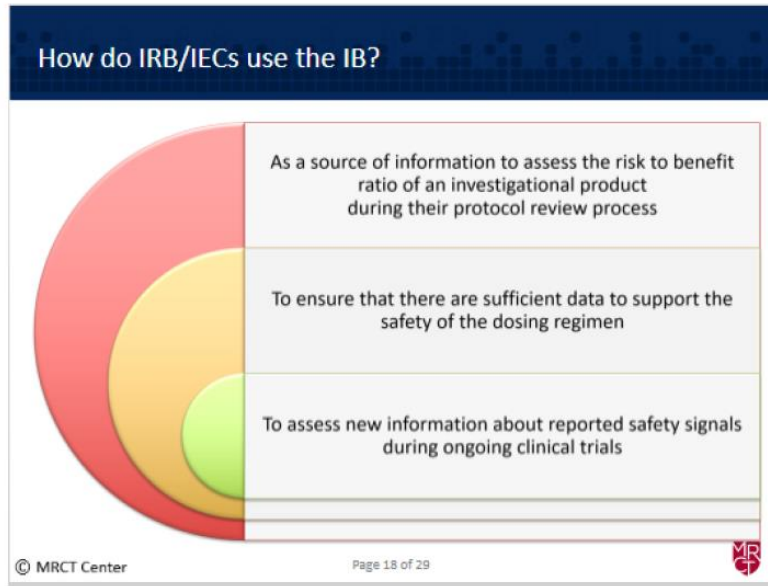 How do IRB/IECs use the IB?
As a source of information to assess the risk to benefit
ratio of an investigational product
during their protocol review process
To ensure that there are sufficient data to support the
safety of the dosing regimen
To assess new information about reported safety signals
during ongoing clinical trials
© MRCT Center
Page 18 of 29
MR
CT